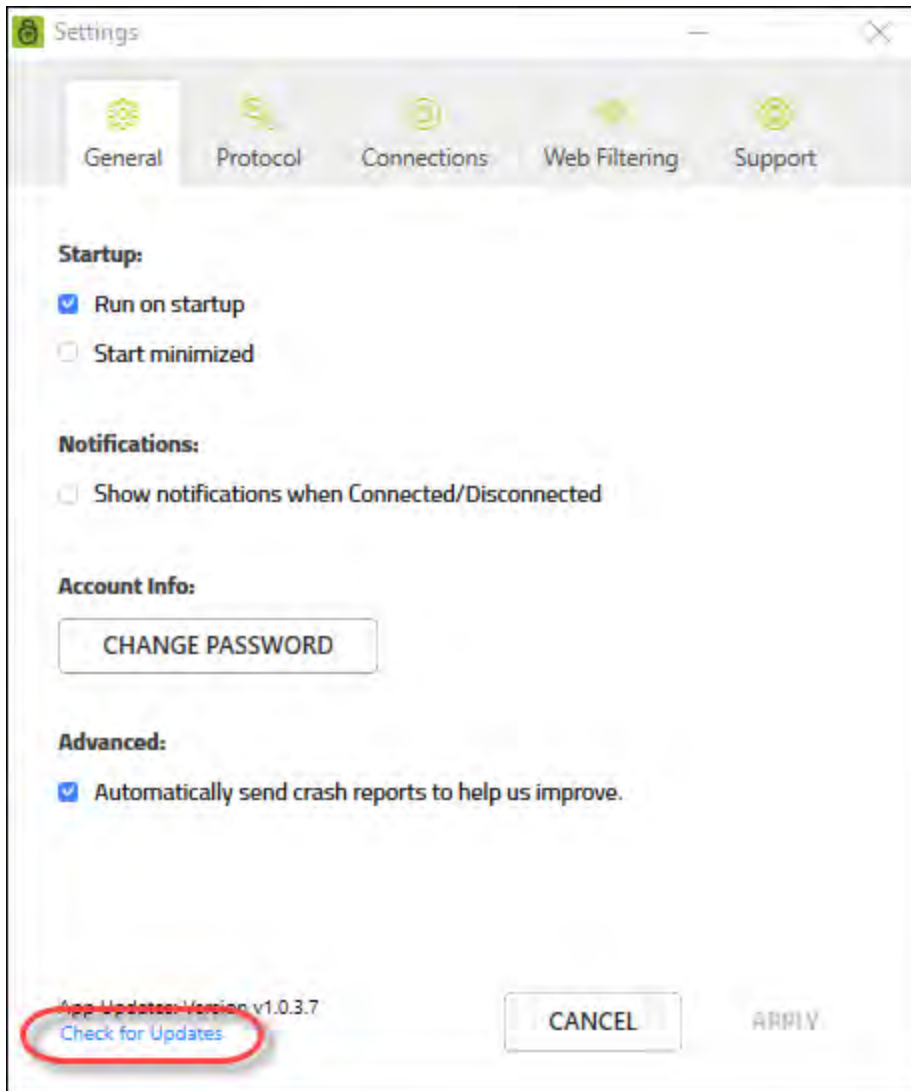 Settings
General Protocol Connections Web Filtering Support
Startup:
Run on startup
Start minimized
Notifications:
Show notifications when Connected/Disconnected
Account Info:
CHANGE PASSWORD
Advanced:
Automatically send crash reports to help us improve.
App Updates: Version v1.0.3.7
Check for Updates
CANCEL APPLY